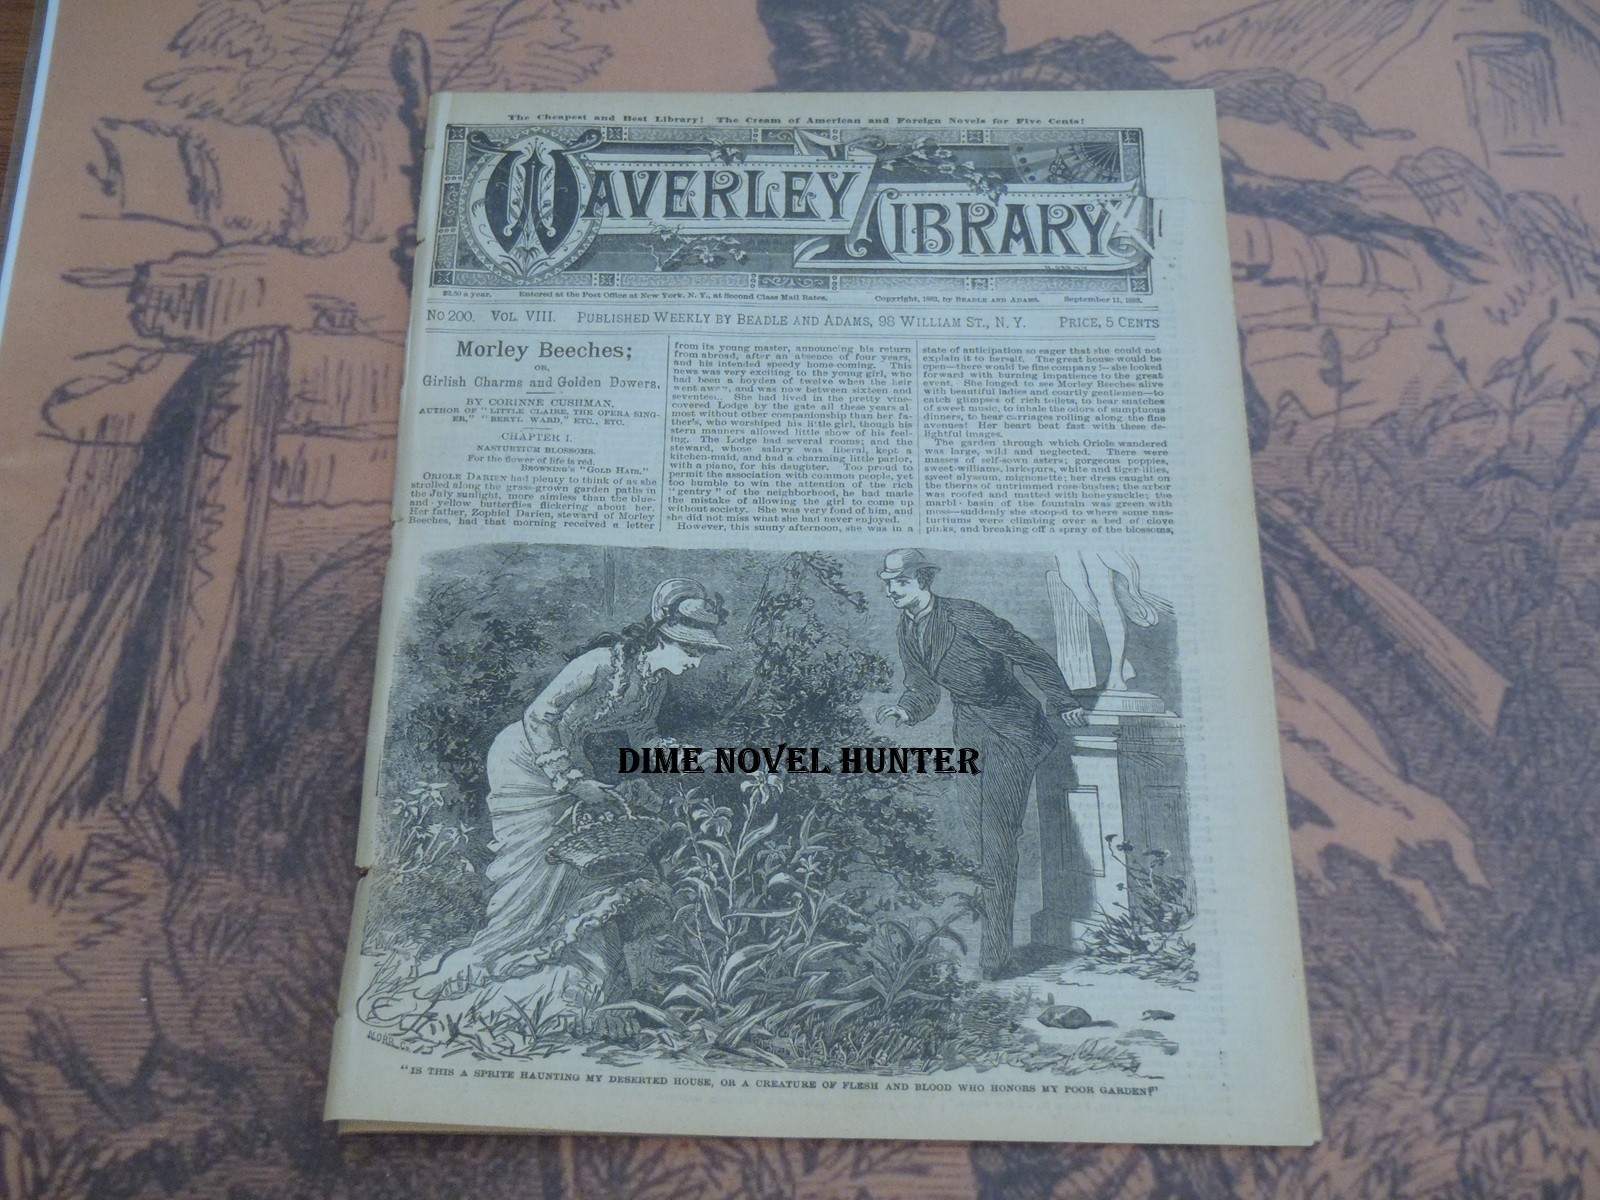 The Cheapest and Best Library! The Cream of American and Foreign Novels for Five Cents!
WAVERLEY
LIBRARY
$2.50 a year. Entered at the Post Office at New York, N. Y., at Second Class Mail Rates. Copyright, 1883, by BEADLE AND ADAMS. September 11, 1883.
No 200. VOL. VIII. PUBLISHED WEEKLY BY BEADLE AND ADAMS, 98 WILLIAM ST., N. Y. PRICE, 5 CENTS
Morley Beeches;
OR,
Girlish Charms and Golden Dowers.
BY CORINNE CUSHMAN,
AUTHOR OF "LITTLE CLAIRE, THE OPERA SING-
ER," "BERYL WARD," ETC., ETC.
CHAPTER I.
NASTURTIUM BLOSSOMS.
For the flower of life is red.
BROWNING'S "GOLD HAIR."
ORIOLE DARIEN had plenty to think of as she
strolled along the grass-grown garden paths in
the July sunlight, more aimless than the blue-
and yellow butterflies flickering about her.
Her father, Zophiel Darien, steward of Morley
Beeches, had that morning received a letter
from its young master, announcing his return
from abroad, after an absence of four years,
and his intended speedy home-coming. This
news was very exciting to the young girl, who
had been a hoyden of twelve when the heir
went away, and was now between sixteen and
seventeen. She had lived in the pretty vine-
covered Lodge by the gate all these years al-
most without other companionship than her fa-
ther's, who worshiped his little girl, though his
stern manners allowed little show of his feel-
ing. The Lodge had several rooms; and the
steward, whose salary was liberal, kept a
kitchen-maid, and had a charming little parlor,
with a piano, for his daughter. Too proud to
permit the association with common people, yet
too humble to win the attention of the rich
"gentry" of the neighborhood, he had made
the mistake of allowing the girl to come up
without society. She was very fond of him, and
she did not miss what she had never enjoyed.
However, this sunny afternoon, she was in a
state of anticipation so eager that she could not
explain it to herself. The great house would be
open—there would be fine company!—she looked
forward with burning impatience to the great
event. She longed to see Morley Beeches alive
with beautiful ladies and courtly gentlemen—to
catch glimpses of rich toilets, to hear snatches
of sweet music, to inhale the odors of sumptuous
dinners, to hear carriages rolling along the fine
avenues! Her heart beat fast with these de-
lightful images.
The garden through which Oriole wandered
was large, wild and neglected. There were
masses of self-sown asters; gorgeous poppies,
sweet-williams, larkspurs, white and tiger-lilies,
sweet alyssum, mignonette; her dress caught on
the thorns of untrimmed rose-bushes; the arbor
was roofed and matted with honeysuckle; the
marble basin of the fountain was green with
moss—suddenly she stooped to where some nas-
turtiums were climbing over a bed of clove
pinks, and breaking off a spray of the blossoms,
DIME NOVEL HUNTER
"IS THIS A SPRITE HAUNTING MY DESERTED HOUSE, OR A CREATURE OF FLESH AND BLOOD WHO HONORS MY POOR GARDEN?"